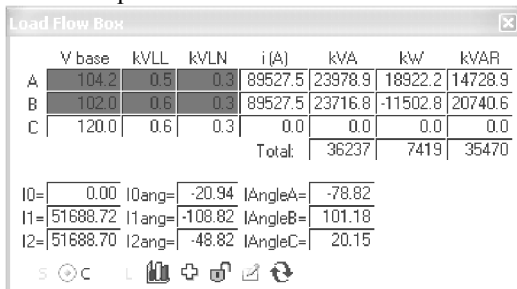 Load Flow Box
V base kVLL kVLN i (A) kVA kW kVAR
A 104.2 0.5 0.3 89527.5 23978.9 18922.2 14728.9
B 102.0 0.6 0.3 89527.5 23716.8 -11502.8 20740.6
C 120.0 0.6 0.3 0.0 0.0 0.0 0.0
Total: 36237 7419 35470
I0= 0.00 I0ang= -20.94 IAngleA= -78.82
I1= 51688.72 I1ang= -108.82 IAngleB= 101.18
I2= 51688.70 I2ang= -48.82 IAngleC= 20.15
S C L